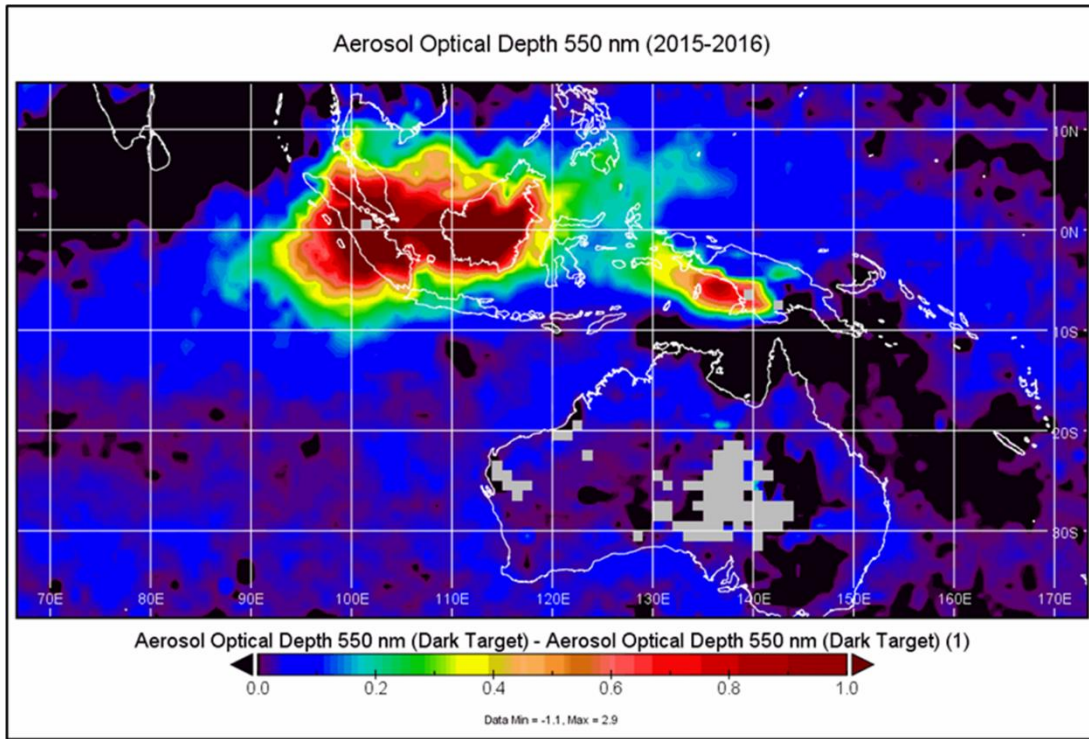 Aerosol Optical Depth 550 nm (2015-2016)
10N
0N
10S
20S
30S
70E 80E 90E 100E 110E 120E 130E 140E 150E 160E 170E
Aerosol Optical Depth 550 nm (Dark Target) - Aerosol Optical Depth 550 nm (Dark Target) (1)
0.0 0.2 0.4 0.6 0.8 1.0
Data Min = -1.1, Max = 2.9